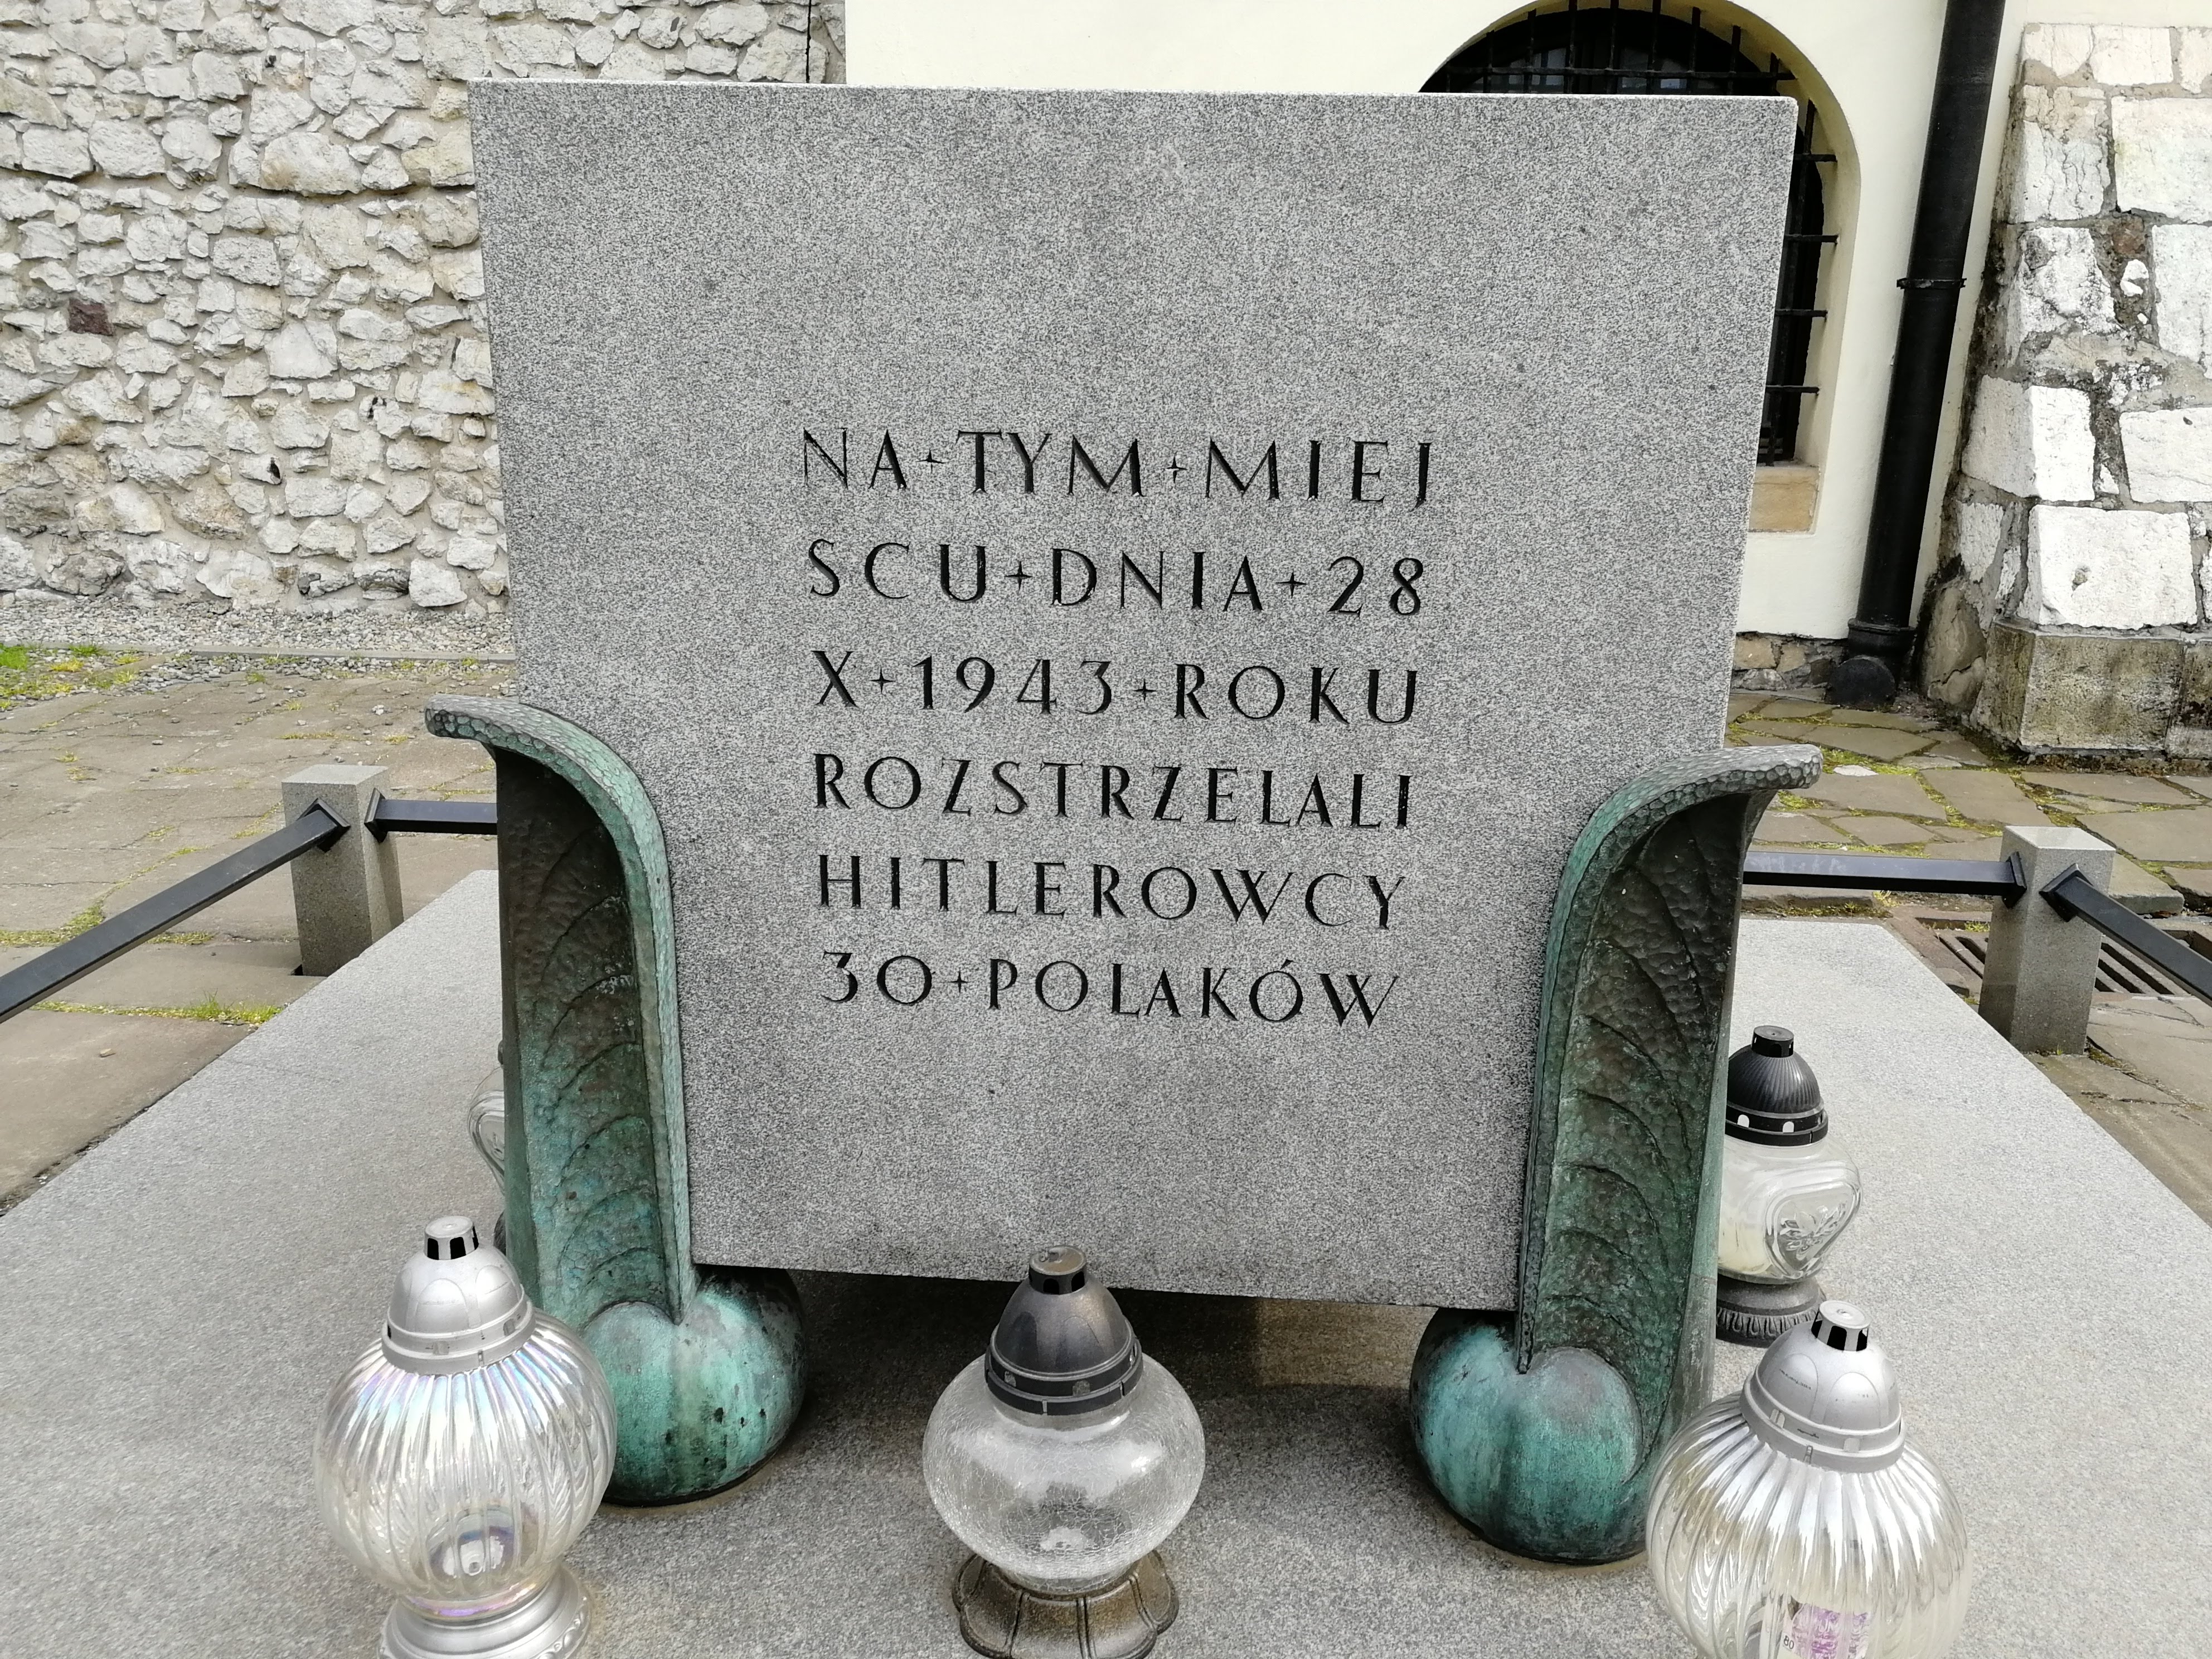 NA+TYM+MIEJ
SCU+DNIA+28
X+1943+ROKU
ROZSTRZELALI
HITLEROWCY
30+POLAKÓW